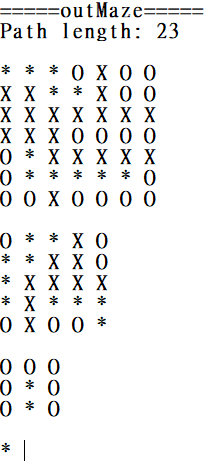 =====outMaze=====
Path length: 23
* * * O X O O
X X * * X O O
X X X X X X X
X X X O O O O
O * X X X X X
O * * * * * O
O O X O O O O
O * * X O
* * X X O
* X X X X
* X * * *
O X O O *
O O O
O * O
O * O
*